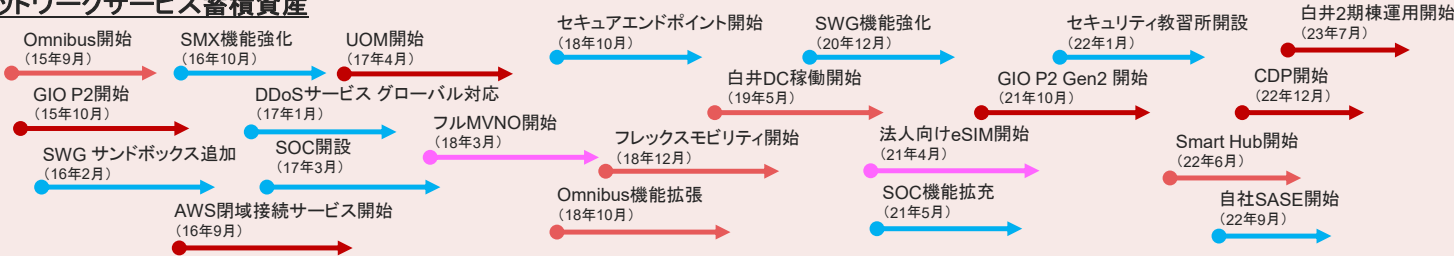 ットワークサービス蓄積資産
Omnibus開始
（15年9月）
SMX機能強化
（16年10月）
UOM開始
（17年4月）
セキュアエンドポイント開始
（18年10月）
SWG機能強化
（20年12月）
セキュリティ教習所開設
（22年1月）
白井2期棟運用開始
（23年7月）
GIO P2開始
（15年10月）
DDoSサービス グローバル対応
（17年1月）
白井DC稼働開始
（19年5月）
GIO P2 Gen2 開始
（21年10月）
CDP開始
（22年12月）
フルMVNO開始
（18年3月）
フレックスモビリティ開始
（18年12月）
法人向けeSIM開始
（21年4月）
Smart Hub開始
（22年6月）
SWG サンドボックス追加
（16年2月）
SOC開設
（17年3月）
Omnibus機能拡張
（18年10月）
SOC機能拡充
（21年5月）
自社SASE開始
（22年9月）
AWS閉域接続サービス開始
（16年9月）